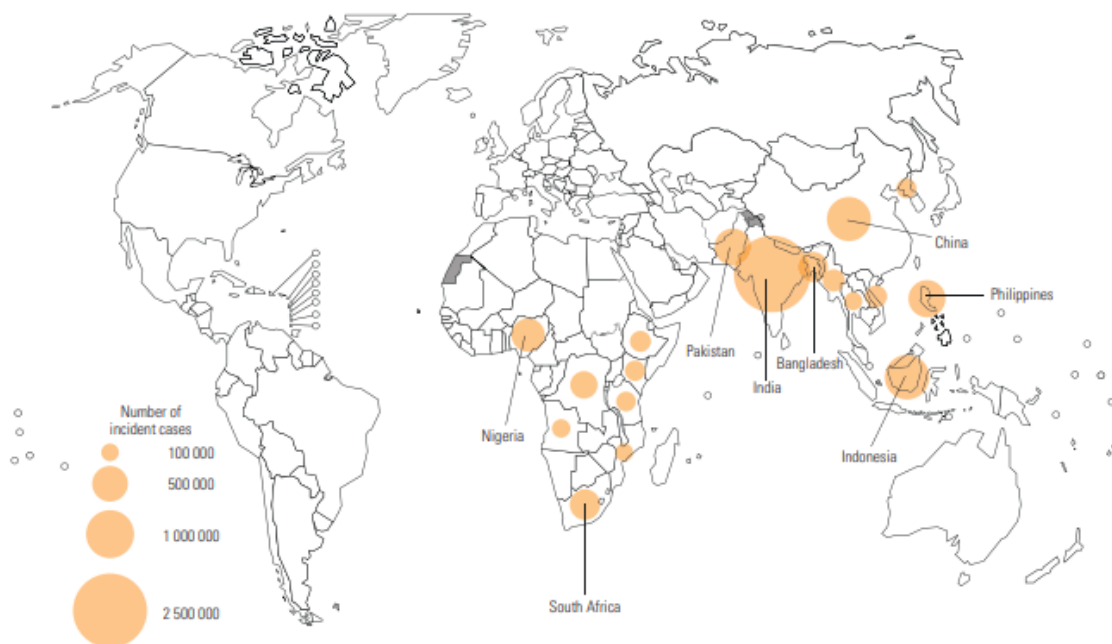 China
Philippines
Pakistan
Bangladesh
India
Nigeria
Indonesia
South Africa
Number of
incident cases
100 000
500 000
1 000 000
2 500 000